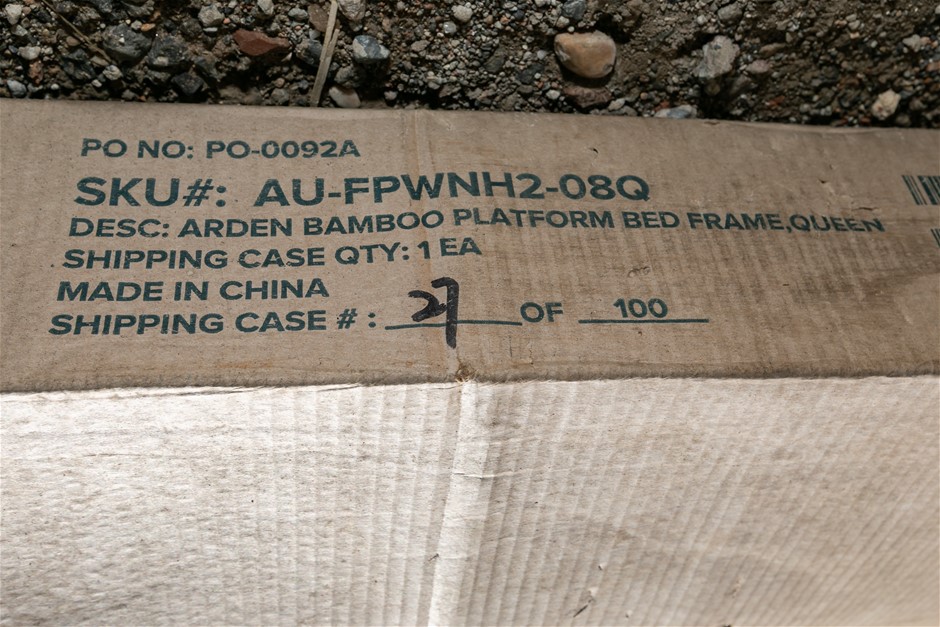 PO NO: PO-0092A
SKU#: AU-FPWNH2-08Q
DESC: ARDEN BAMBOO PLATFORM BED FRAME,QUEEN
SHIPPING CASE QTY: 1 EA
MADE IN CHINA
SHIPPING CASE # : 27 OF 100